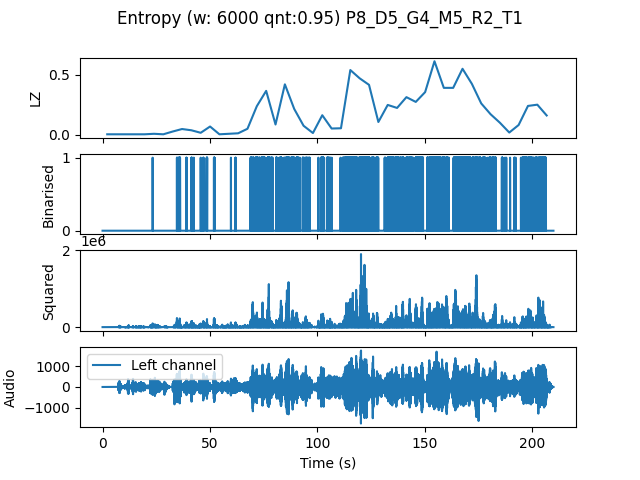 Entropy (w: 6000 qnt:0.95) P8_D5_G4_M5_R2_T1
0.5
0.0
LZ
1
0
Binarised
1e6
2
0
Squared
1000
0
−1000
Audio
Left channel
0 50 100 150 200
Time (s)